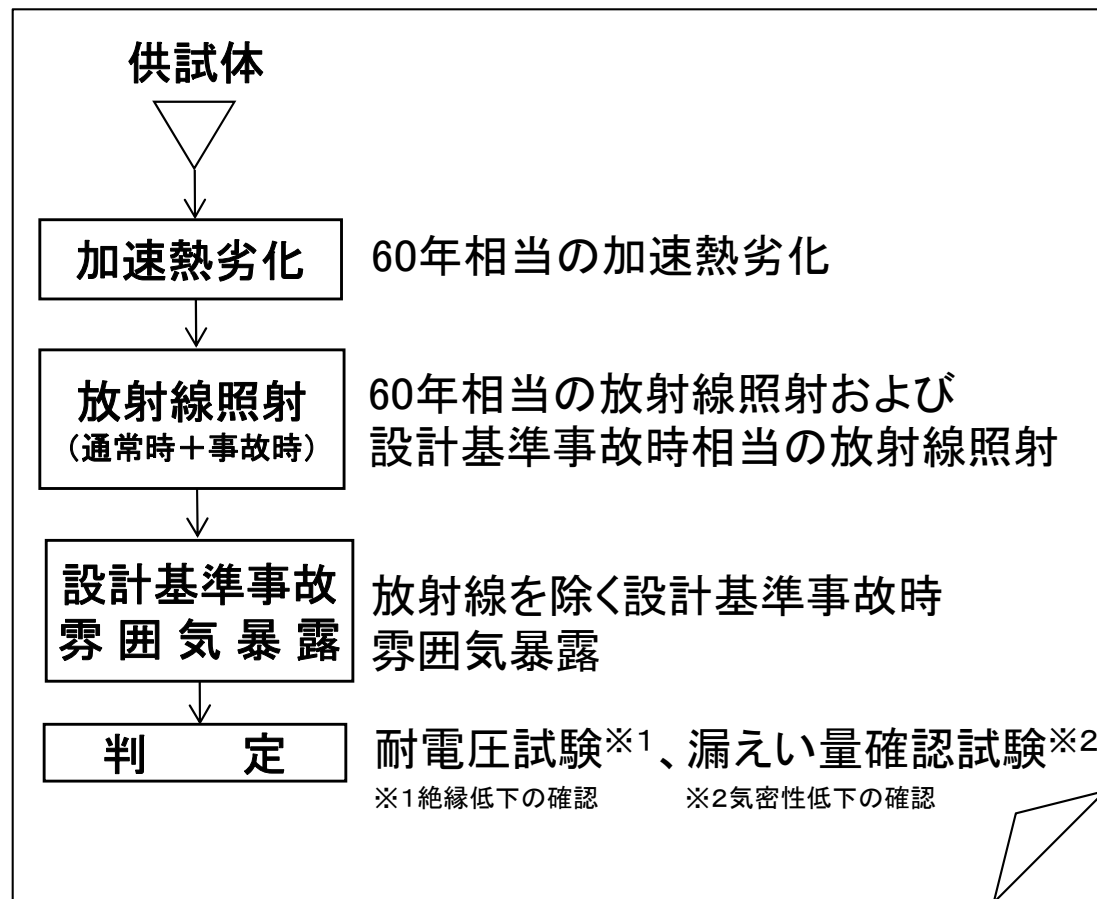 供試体
加速熱劣化
60年相当の加速熱劣化
放射線照射
(通常時+事故時)
60年相当の放射線照射および
設計基準事故時相当の放射線照射
設計基準事故
雰囲気暴露
放射線を除く設計基準事故時
雰囲気暴露
判定
耐電圧試験※1、漏えい量確認試験※2
※1絶縁低下の確認 ※2気密性低下の確認